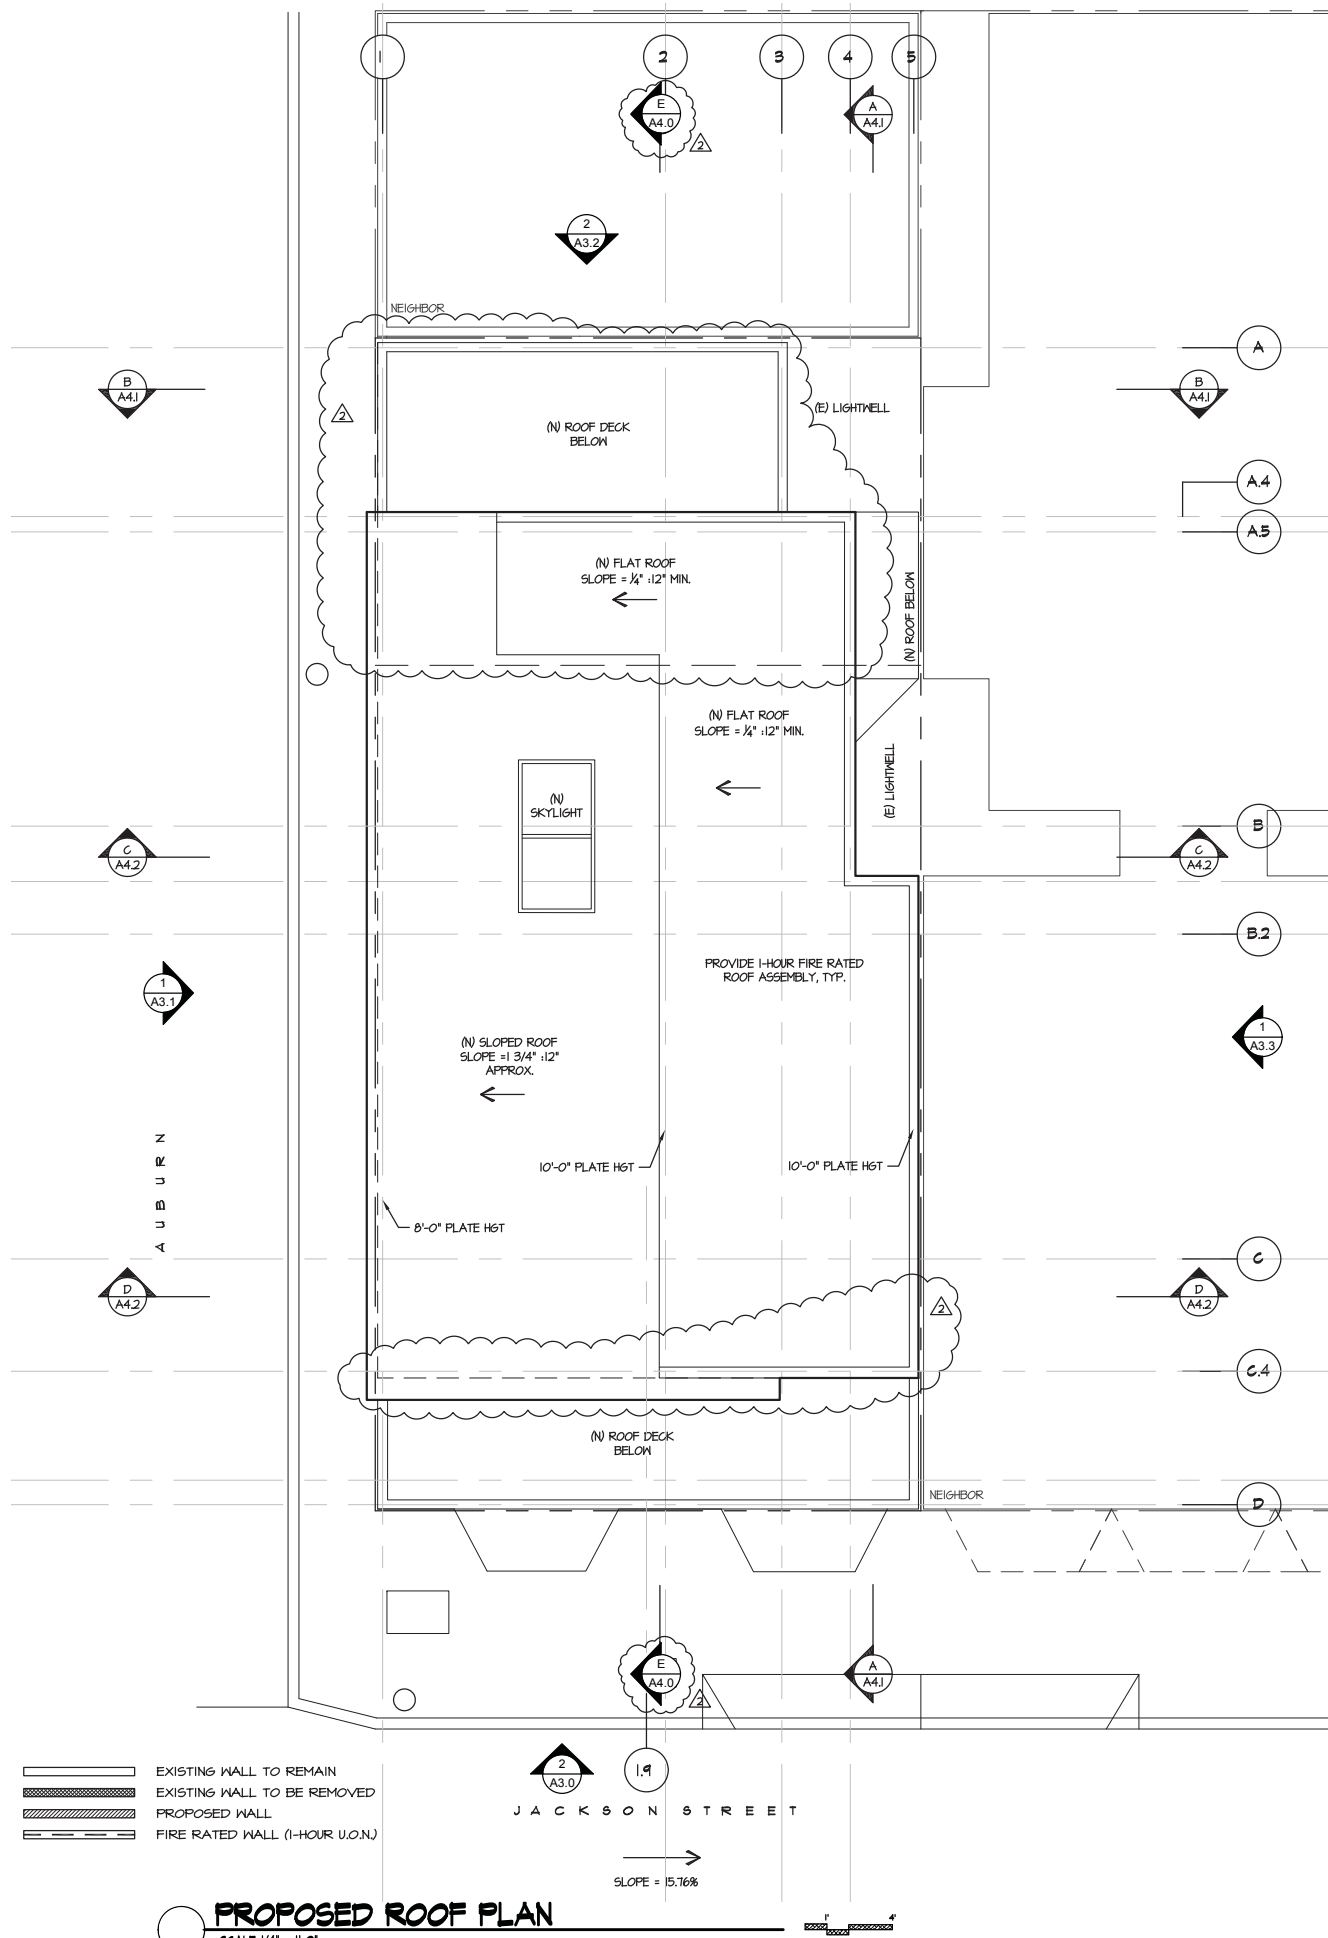 1
2
3
4
5
E
A4.0
2
A
A4.1
2
A3.2
NEIGHBOR
A
B
A4.1
B
A4.1
2
(E) LIGHTWELL
(N) ROOF DECK
BELOW
A.4
A.5
(N) FLAT ROOF
SLOPE = 1/4" :12" MIN.
(N) ROOF BELOW
(N) FLAT ROOF
SLOPE = 1/4" :12" MIN.
(E) LIGHTWELL
(N)
SKYLIGHT
B
C
A4.2
C
A4.2
B.2
PROVIDE 1-HOUR FIRE RATED
ROOF ASSEMBLY, TYP.
1
A3.1
1
A3.3
(N) SLOPED ROOF
SLOPE =1 3/4" :12"
APPROX.
AUBURN
10'-0" PLATE HGT
10'-0" PLATE HGT
8'-0" PLATE HGT
C
D
A4.2
D
A4.2
2
C.4
(N) ROOF DECK
BELOW
NEIGHBOR
D
E
A4.0
2
A
A4.1
2
A3.0
1.9
JACKSON STREET
EXISTING WALL TO REMAIN
EXISTING WALL TO BE REMOVED
PROPOSED WALL
FIRE RATED WALL (1-HOUR U.O.N.)
SLOPE = 15.76%
PROPOSED ROOF PLAN
1'
4'